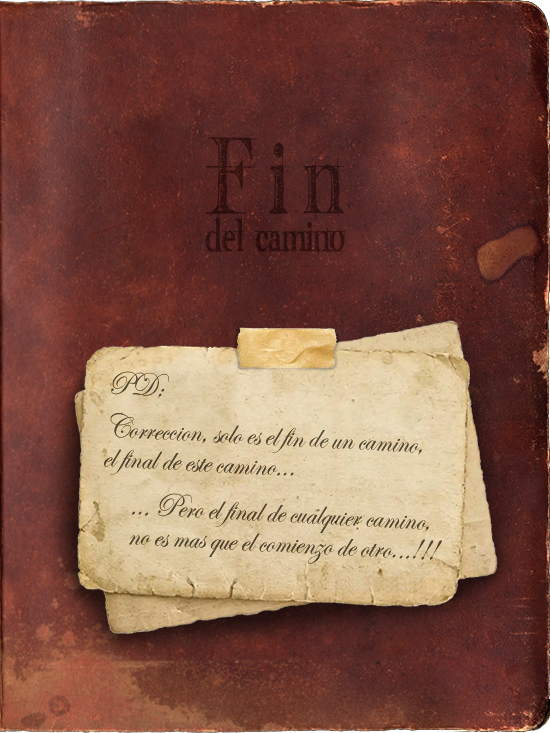 Fin
del camino
PD;
Correccion, solo es el fin de un camino,
el final de este camino...
... Pero el final de cuálquier camino,
no es mas que el comienzo de otro...!!!